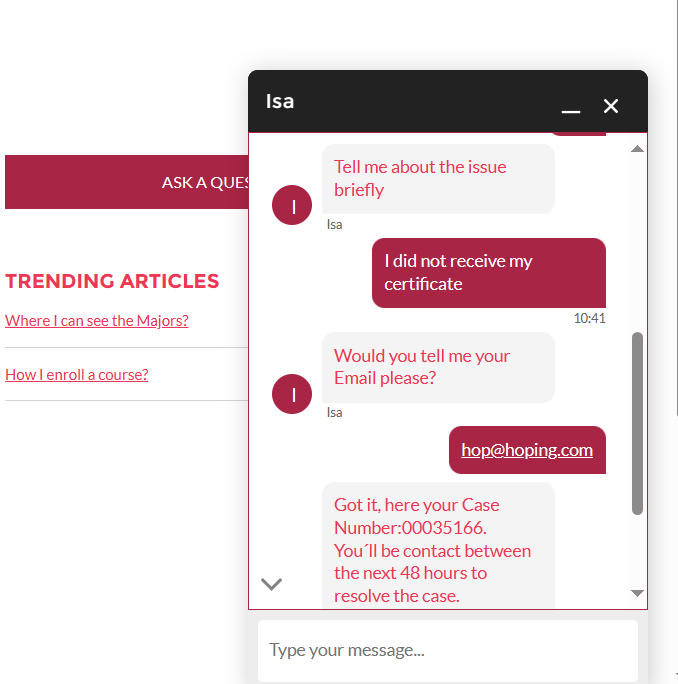 Isa
ASK A QUES
TRENDING ARTICLES
Where I can see the Majors?
How I enroll a course?
Tell me about the issue
briefly
I
Isa
I did not receive my
certificate
10:41
Would you tell me your
Email please?
I
Isa
hop@hoping.com
Got it, here your Case
Number:00035166.
You´ll be contact between
the next 48 hours to
resolve the case.
Type your message...